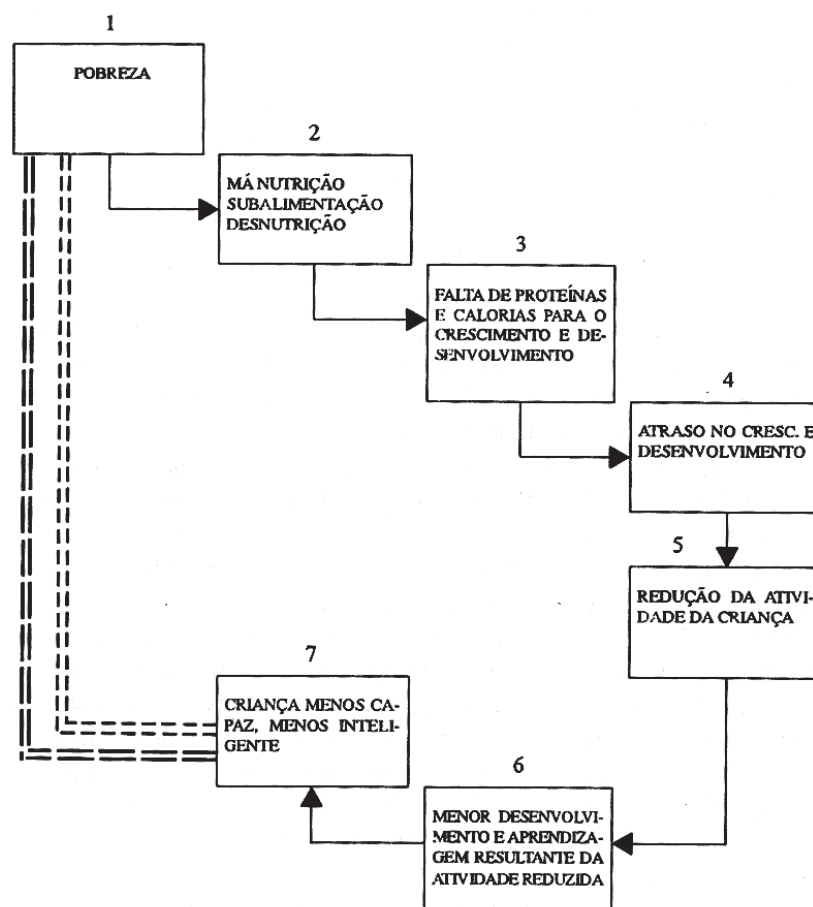 1
POBREZA
2
MÁ NUTRIÇÃO
SUBALIMENTAÇÃO
DESNUTRIÇÃO
3
FALTA DE PROTEÍNAS
E CALORIAS PARA O
CRESCIMENTO E DE-
SENVOLVIMENTO
4
ATRASO NO CRESC. E
DESENVOLVIMENTO
5
REDUÇÃO DA ATIVI-
DADE DA CRIANÇA
7
CRIANÇA MENOS CA-
PAZ, MENOS INTELI-
GENTE
6
MENOR DESENVOLVI-
MENTO E APRENDIZA-
GEM RESULTANTE DA
ATIVIDADE REDUZIDA